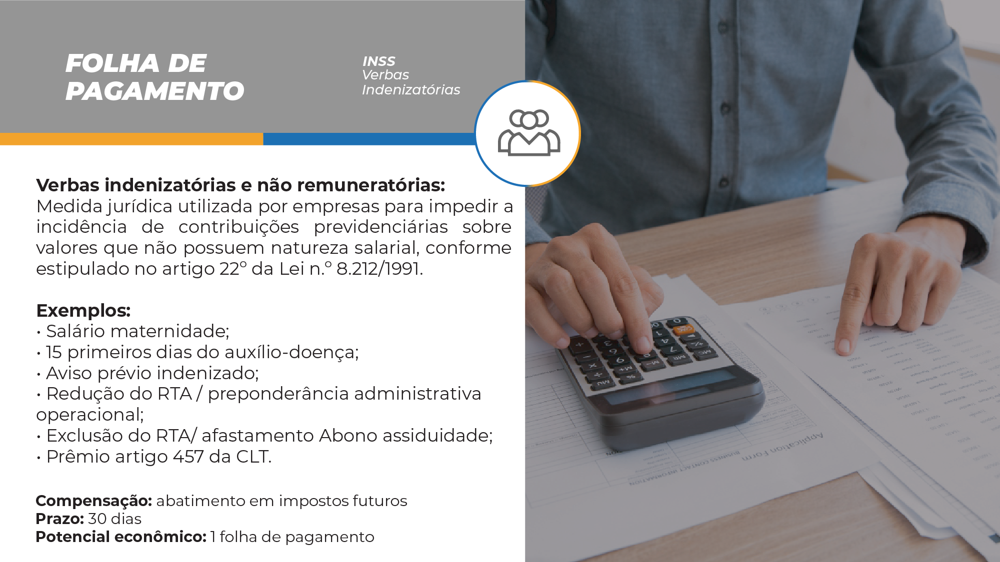 FOLHA DE
PAGAMENTO
INSS
Verbas
Indenizatórias
Verbas indenizatórias e não remuneratórias:
Medida jurídica utilizada por empresas para impedir a
incidência de contribuições previdenciárias sobre
valores que não possuem natureza salarial, conforme
estipulado no artigo 22º da Lei n.º 8.212/1991.
Exemplos:
• Salário maternidade;
• 15 primeiros dias do auxílio-doença;
• Aviso prévio indenizado;
• Redução do RTA / preponderância administrativa
operacional;
• Exclusão do RTA/ afastamento Abono assiduidade;
• Prêmio artigo 457 da CLT.
Compensação: abatimento em impostos futuros
Prazo: 30 dias
Potencial econômico: 1 folha de pagamento
Application Form
BUSINESS CONTACT INFORMATION